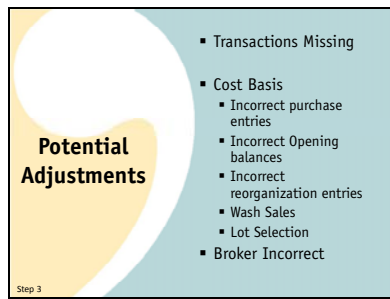 Potential
Adjustments
▪ Transactions Missing
▪ Cost Basis
▪ Incorrect purchase
entries
▪ Incorrect Opening
balances
▪ Incorrect
reorganization entries
▪ Wash Sales
▪ Lot Selection
▪ Broker Incorrect
Step 3